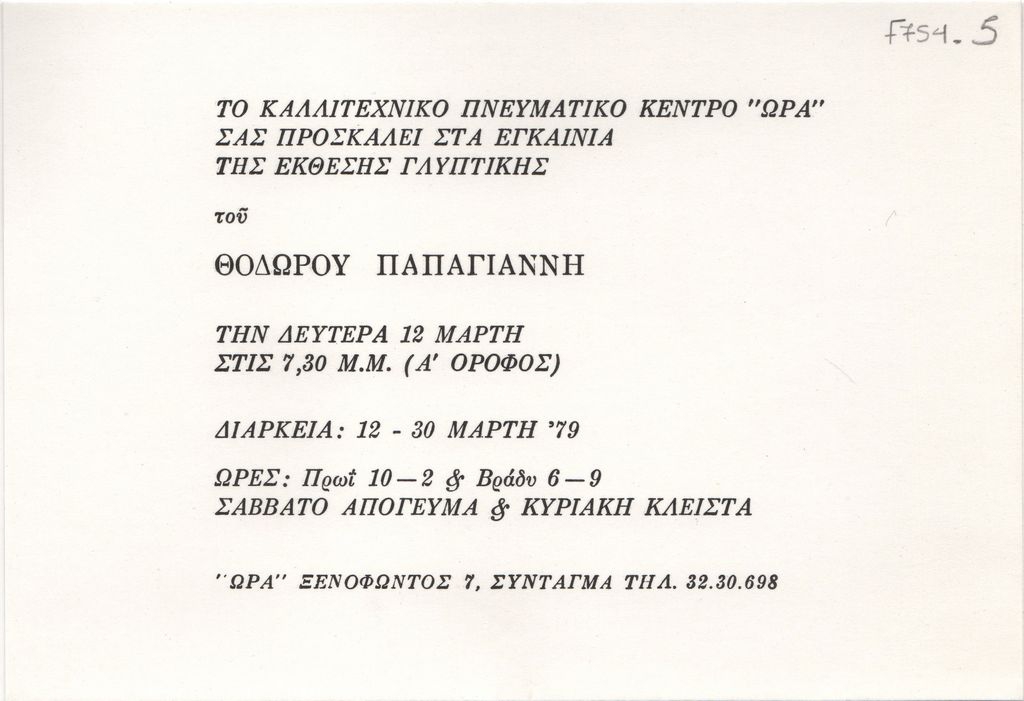 F754.5
ΤΟ ΚΑΛΛΙΤΕΧΝΙΚΟ ΠΝΕΥΜΑΤΙΚΟ ΚΕΝΤΡΟ "ΩΡΑ"
ΣΑΣ ΠΡΟΣΚΑΛΕΙ ΣΤΑ ΕΓΚΑΙΝΙΑ
ΤΗΣ ΕΚΘΕΣΗΣ ΓΛΥΠΤΙΚΗΣ
τοῦ
ΘΟΔΩΡΟΥ ΠΑΠΑΓΙΑΝΝΗ
ΤΗΝ ΔΕΥΤΕΡΑ 12 ΜΑΡΤΗ
ΣΤΙΣ 7,30 Μ.Μ. (Α' ΟΡΟΦΟΣ)
ΔΙΑΡΚΕΙΑ: 12 - 30 ΜΑΡΤΗ '79
ΩΡΕΣ: Πρωΐ 10 — 2 & Βράδυ 6 — 9
ΣΑΒΒΑΤΟ ΑΠΟΓΕΥΜΑ & ΚΥΡΙΑΚΗ ΚΛΕΙΣΤΑ
"ΩΡΑ" ΞΕΝΟΦΩΝΤΟΣ 7, ΣΥΝΤΑΓΜΑ ΤΗΛ. 32.30.698